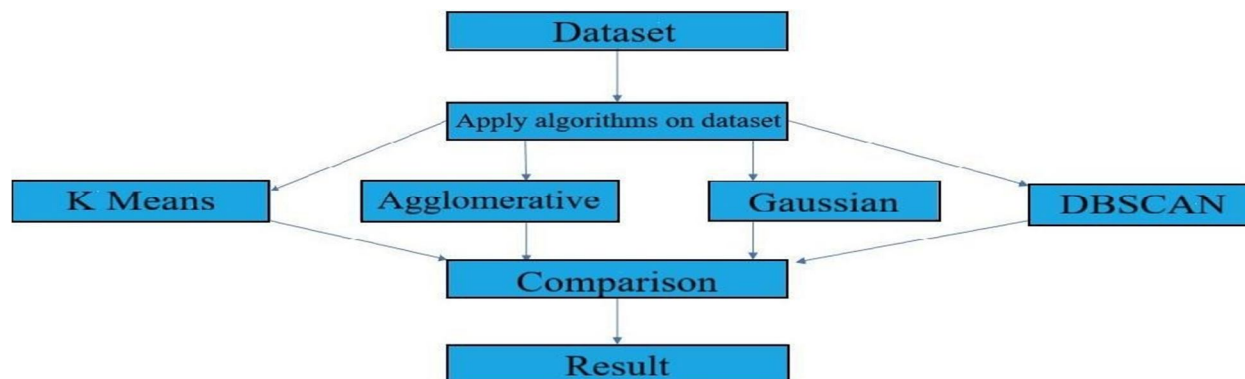 Dataset
Apply algorithms on dataset
K Means
Agglomerative
Gaussian
DBSCAN
Comparison
Result